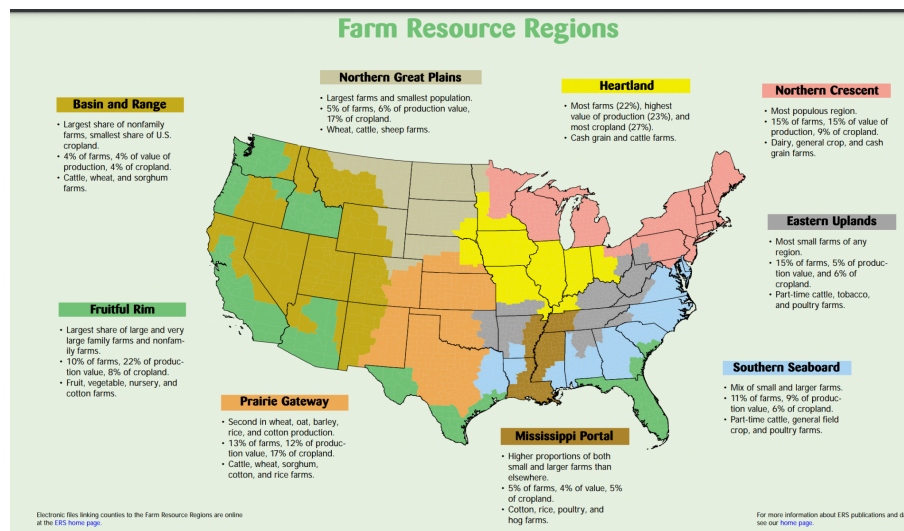 Farm Resource Regions
Northern Great Plains
• Largest farms and smallest population.
• 5% of farms, 6% of production value,
17% of cropland.
• Wheat, cattle, sheep farms.
Heartland
• Most farms (22%), highest
value of production (23%), and
most cropland (27%).
• Cash grain and cattle farms.
Northern Crescent
• Most populous region.
• 15% of farms, 15% of value of
production, 9% of cropland.
• Dairy, general crop, and cash
grain farms.
Basin and Range
• Largest share of nonfamily
farms, smallest share of U.S.
cropland.
• 4% of farms, 4% of value of
production, 4% of cropland.
• Cattle, wheat, and sorghum
farms.
Eastern Uplands
• Most small farms of any
region.
• 15% of farms, 5% of produc-
tion value, and 6% of
cropland.
• Part-time cattle, tobacco,
and poultry farms.
Fruitful Rim
• Largest share of large and very
large family farms and nonfam-
ily farms.
• 10% of farms, 22% of produc-
tion value, 8% of cropland.
• Fruit, vegetable, nursery, and
cotton farms.
Southern Seaboard
• Mix of small and larger farms.
• 11% of farms, 9% of produc-
tion value, 6% of cropland.
• Part-time cattle, general field
crop, and poultry farms.
Prairie Gateway
• Second in wheat, oat, barley,
rice, and cotton production.
• 13% of farms, 12% of produc-
tion value, 17% of cropland.
• Cattle, wheat, sorghum,
cotton, and rice farms.
Mississippi Portal
• Higher proportions of both
small and larger farms than
elsewhere.
• 5% of farms, 4% of value, 5%
of cropland.
• Cotton, rice, poultry, and
hog farms.
Electronic files linking counties to the Farm Resource Regions are online
at the ERS home page.
For more information about ERS publications and d
see our home page.